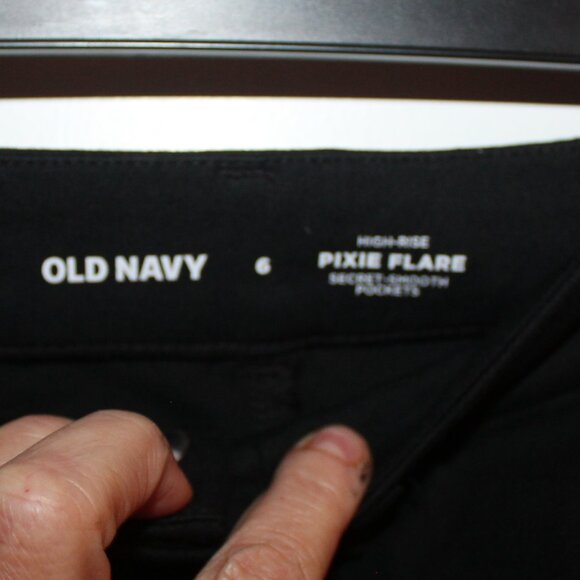 OLD NAVY
6
HIGH-RISE
PIXIE FLARE
SECRET-SMOOTH
POCKETS